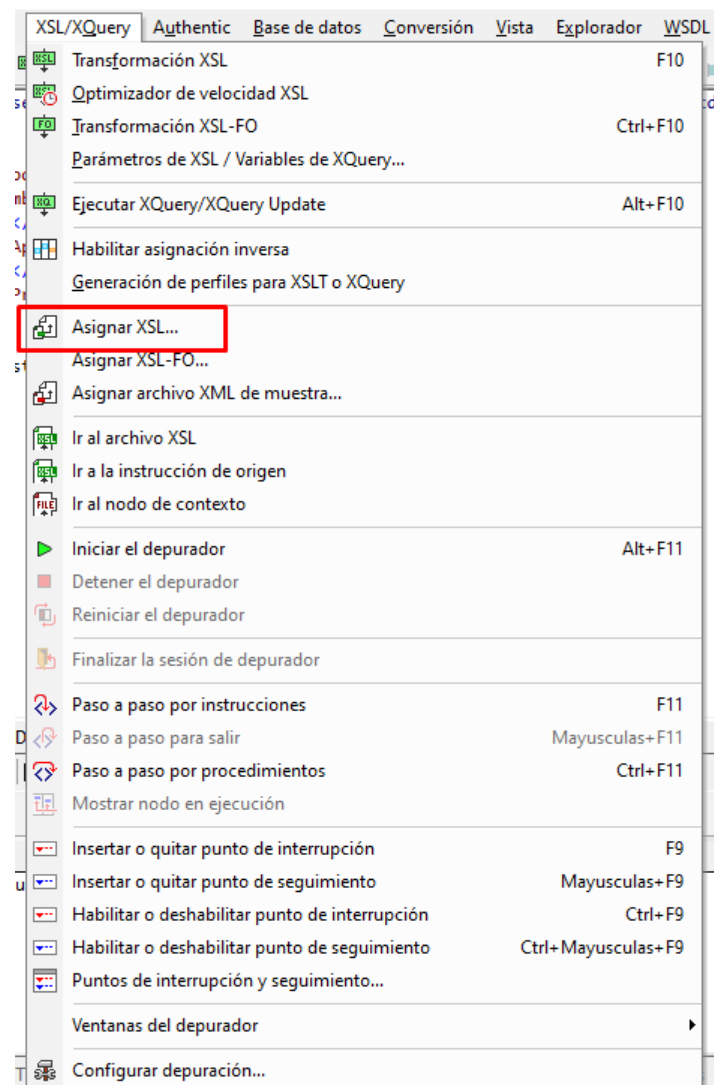 XSL/XQuery Authentic Base de datos Conversión Vista Explorador WSDL
Transformación XSL F10
Optimizador de velocidad XSL
Transformación XSL-FO Ctrl+F10
Parámetros de XSL / Variables de XQuery...
Ejecutar XQuery/XQuery Update Alt+F10
Habilitar asignación inversa
Generación de perfiles para XSLT o XQuery
Asignar XSL...
Asignar XSL-FO...
Asignar archivo XML de muestra...
Ir al archivo XSL
Ir a la instrucción de origen
Ir al nodo de contexto
Iniciar el depurador Alt+F11
Detener el depurador
Reiniciar el depurador
Finalizar la sesión de depurador
Paso a paso por instrucciones F11
Paso a paso para salir Mayusculas+F11
Paso a paso por procedimientos Ctrl+F11
Mostrar nodo en ejecución
Insertar o quitar punto de interrupción F9
Insertar o quitar punto de seguimiento Mayusculas+F9
Habilitar o deshabilitar punto de interrupción Ctrl+F9
Habilitar o deshabilitar punto de seguimiento Ctrl+Mayusculas+F9
Puntos de interrupción y seguimiento...
Ventanas del depurador
Configurar depuración...